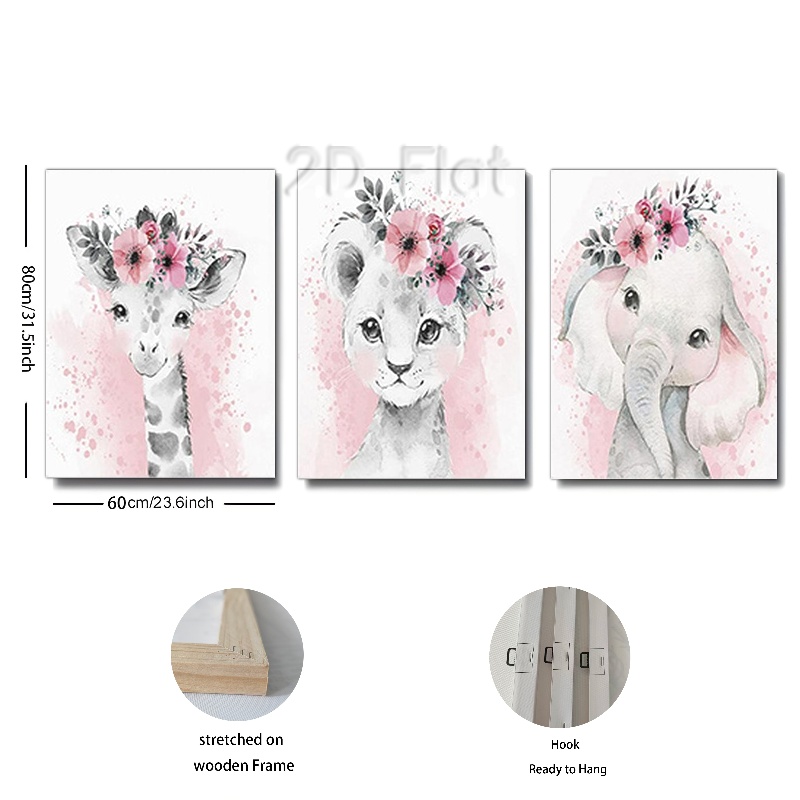 2D Flat
80cm/31.5inch
60cm/23.6inch
stretched on
wooden Frame
Hook
Ready to Hang